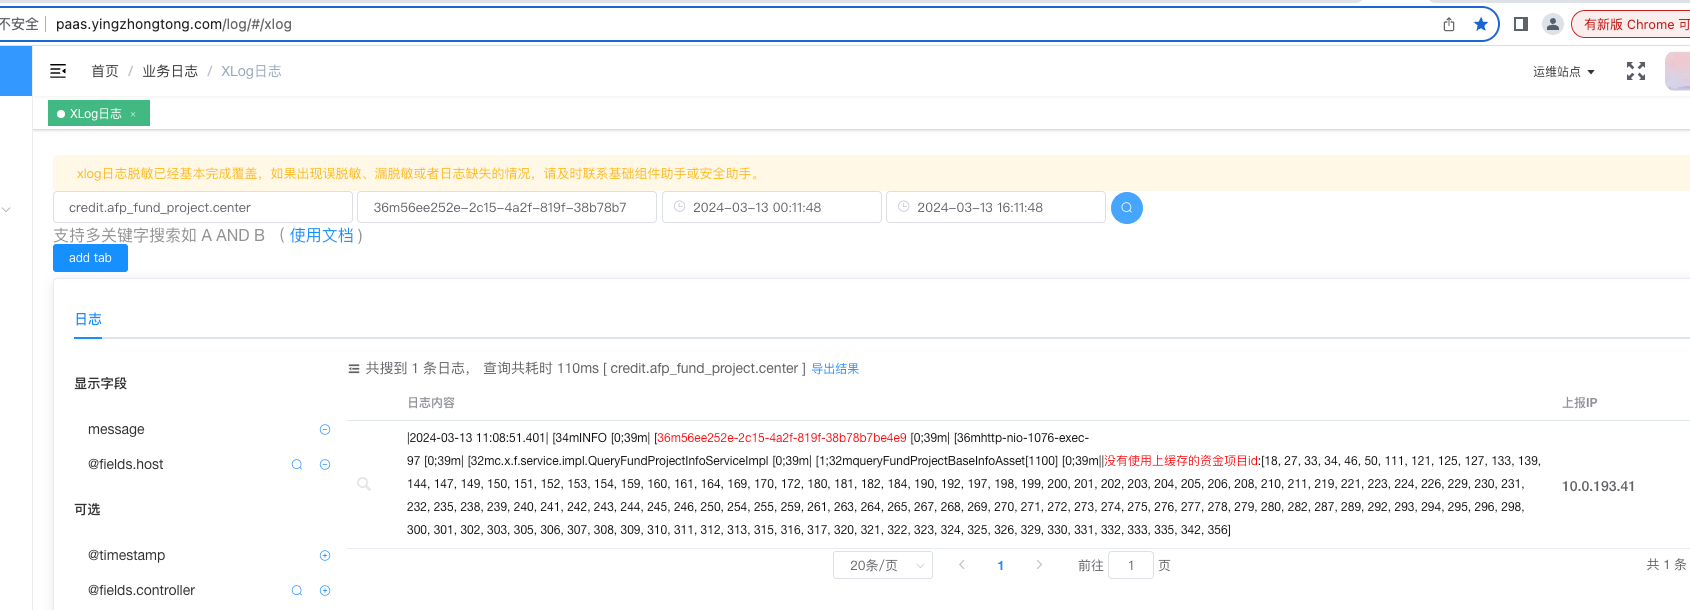 不安全 paas.yingzhongtong.com/log/#/xlog 有新版 Chrome 可
首页 / 业务日志 / XLog日志 运维站点
XLog日志 ×
xlog日志脱敏已经基本完成覆盖，如果出现误脱敏、漏脱敏或者日志缺失的情况，请及时联系基础组件助手或安全助手。
credit.afp_fund_project.center 36m56ee252e-2c15-4a2f-819f-38b78b7 2024-03-13 00:11:48 2024-03-13 16:11:48
支持多关键字搜索如 A AND B （ 使用文档 ）
add tab
日志
共搜到 1 条日志， 查询共耗时 110ms [ credit.afp_fund_project.center ] 导出结果
显示字段
日志内容 上报IP
message
|2024-03-13 11:08:51.401| [34mINFO [0;39m| [36m56ee252e-2c15-4a2f-819f-38b78b7be4e9 [0;39m| [36mhttp-nio-1076-exec-
97 [0;39m| [32mc.x.f.service.impl.QueryFundProjectInfoServiceImpl [0;39m| [1;32mqueryFundProjectBaseInfoAsset[1100] [0;39m||没有使用上缓存的资金项目id:[18, 27, 33, 34, 46, 50, 111, 121, 125, 127, 133, 139,
144, 147, 149, 150, 151, 152, 153, 154, 159, 160, 161, 164, 169, 170, 172, 180, 181, 182, 184, 190, 192, 197, 198, 199, 200, 201, 202, 203, 204, 205, 206, 208, 210, 211, 219, 221, 223, 224, 226, 229, 230, 231,
232, 235, 238, 239, 240, 241, 242, 243, 244, 245, 246, 250, 254, 255, 259, 261, 263, 264, 265, 267, 268, 269, 270, 271, 272, 273, 274, 275, 276, 277, 278, 279, 280, 282, 287, 289, 292, 293, 294, 295, 296, 298,
300, 301, 302, 303, 305, 306, 307, 308, 309, 310, 311, 312, 313, 315, 316, 317, 320, 321, 322, 323, 324, 325, 326, 329, 330, 331, 332, 333, 335, 342, 356]
10.0.193.41
@fields.host
可选
@timestamp
@fields.controller
20条/页 1 前往 1 页 共 1 条